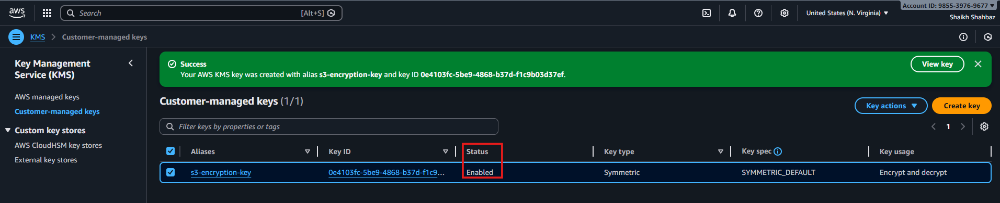 aws
Search [Alt+S]
United States (N. Virginia)
Account ID: 9855-3976-9677
Shaikh Shahbaz
KMS > Customer-managed keys
Key Management Service (KMS)
AWS managed keys
Customer-managed keys
Custom key stores
AWS CloudHSM key stores
External key stores
Success
Your AWS KMS key was created with alias s3-encryption-key and key ID 0e4103fc-5be9-4868-b37d-f1c9b03d37ef.
View key
Customer-managed keys (1/1)
Key actions
Create key
Filter keys by properties or tags
1
Aliases Key ID Status Key type Key spec Key usage
s3-encryption-key 0e4103fc-5be9-4868-b37d-f1c9... Enabled Symmetric SYMMETRIC_DEFAULT Encrypt and decrypt